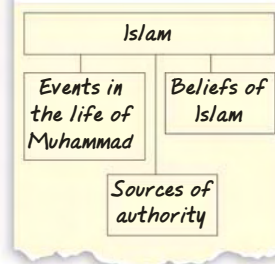 Islam
Events in
the life of
Muhammad
Beliefs of
Islam
Sources of
authority